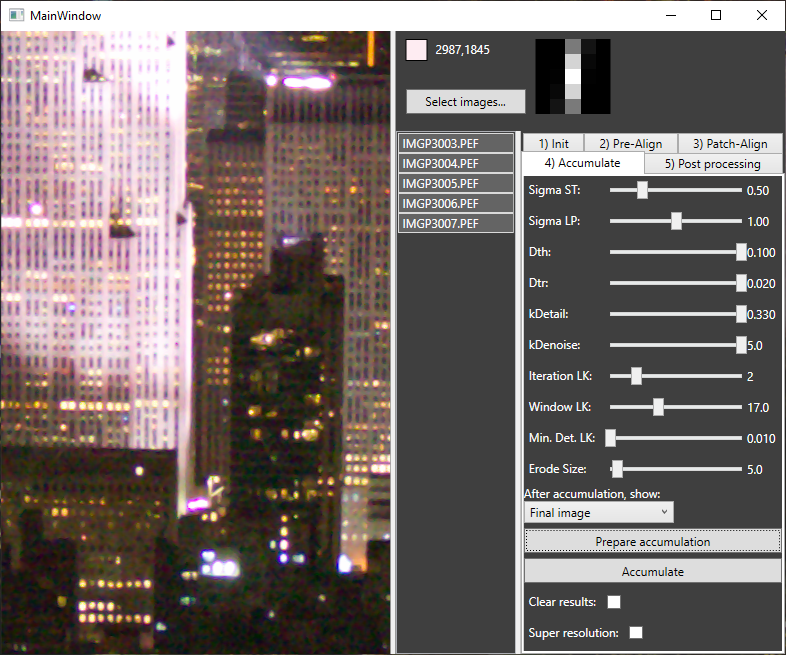 MainWindow
2987,1845
Select images...
IMGP3003.PEF
IMGP3004.PEF
IMGP3005.PEF
IMGP3006.PEF
IMGP3007.PEF
1) Init 2) Pre-Align 3) Patch-Align
4) Accumulate 5) Post processing
Sigma ST: 0.50
Sigma LP: 1.00
Dth: 0.100
Dtr: 0.020
kDetail: 0.330
kDenoise: 5.0
Iteration LK: 2
Window LK: 17.0
Min. Det. LK: 0.010
Erode Size: 5.0
After accumulation, show:
Final image
Prepare accumulation
Accumulate
Clear results:
Super resolution: